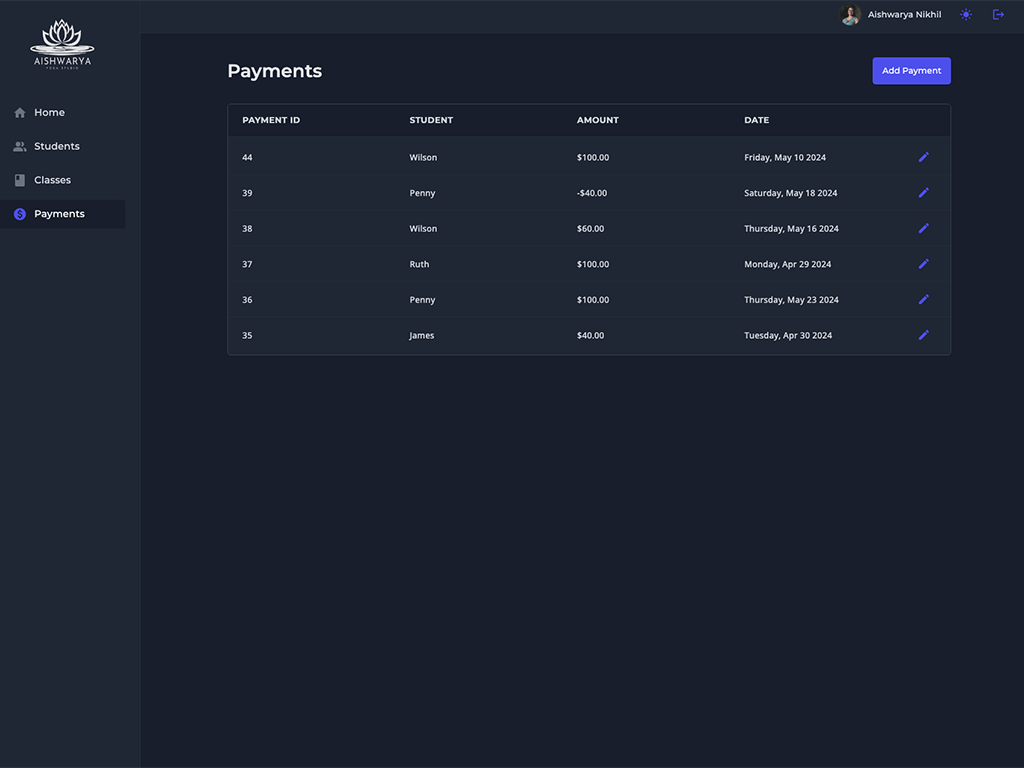 Aishwarya Nikhil
AISHWARYA
YOGA STUDIO
Home
Students
Classes
Payments
Payments
Add Payment
PAYMENT ID STUDENT AMOUNT DATE
44 Wilson $100.00 Friday, May 10 2024
39 Penny -$40.00 Saturday, May 18 2024
38 Wilson $60.00 Thursday, May 16 2024
37 Ruth $100.00 Monday, Apr 29 2024
36 Penny $100.00 Thursday, May 23 2024
35 James $40.00 Tuesday, Apr 30 2024